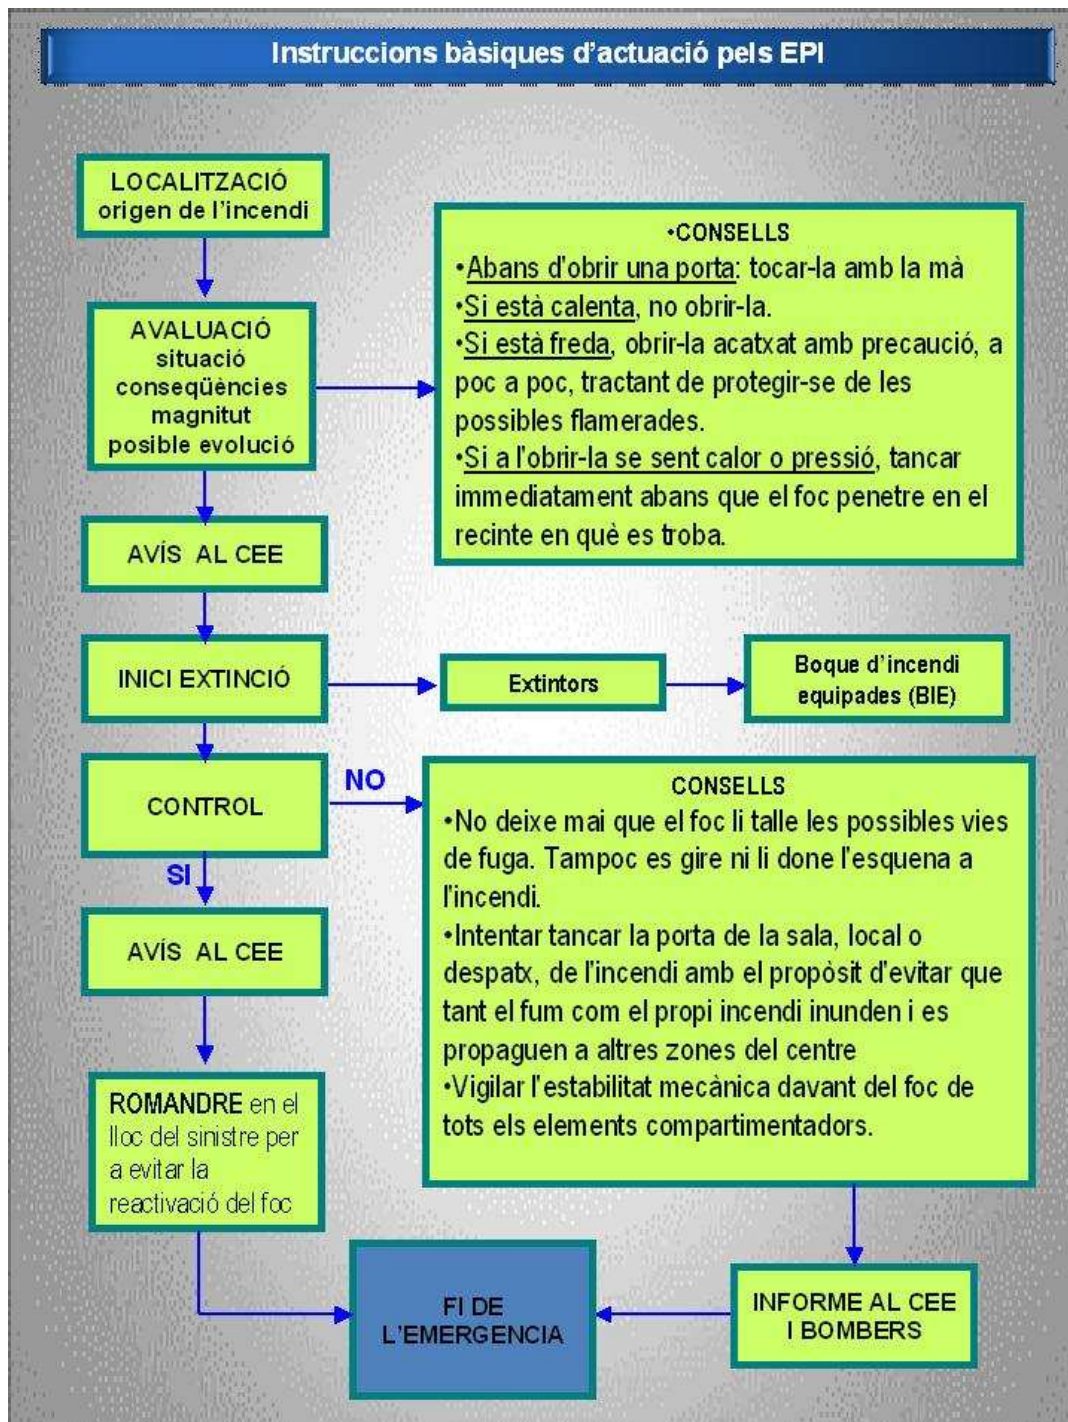 Instruccions bàsiques d'actuació pels EPI
LOCALITZACIÓ
origen de l'incendi
AVALUACIÓ
situació
conseqüències
magnitut
posible evolució
•CONSELLS
•Abans d'obrir una porta: tocar-la amb la mà
•Si està calenta, no obrir-la.
•Si està freda, obrir-la acatxat amb precaució, a
poc a poc, tractant de protegir-se de les
possibles flamerades.
•Si a l'obrir-la se sent calor o pressió, tancar
immediatament abans que el foc penetre en el
recinte en què es troba.
AVÍS AL CEE
INICI EXTINCIÓ
Extintors
Boque d'incendi
equipades (BIE)
CONTROL
NO
SI
CONSELLS
•No deixe mai que el foc li talle les possibles vies
de fuga. Tampoc es gire ni li done l'esquena a
l'incendi.
•Intentar tancar la porta de la sala, local o
despatx, de l'incendi amb el propòsit d'evitar que
tant el fum com el propi incendi inunden i es
propaguen a altres zones del centre
•Vigilar l'estabilitat mecànica davant del foc de
tots els elements compartimentadors.
AVÍS AL CEE
ROMANDRE en el
lloc del sinistre per
a evitar la
reactivació del foc
FI DE
L'EMERGENCIA
INFORME AL CEE
I BOMBERS